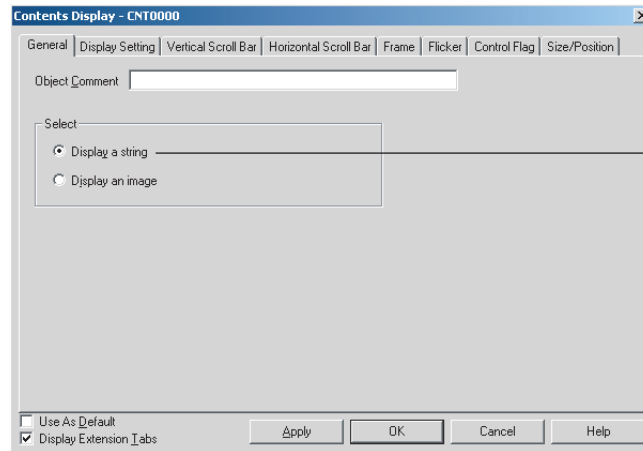 Contents Display - CNT0000
General Display Setting Vertical Scroll Bar Horizontal Scroll Bar Frame Flicker Control Flag Size/Position
Object Comment
Select
Display a string
Display an image
Use As Default
Display Extension Tabs
Apply OK Cancel Help